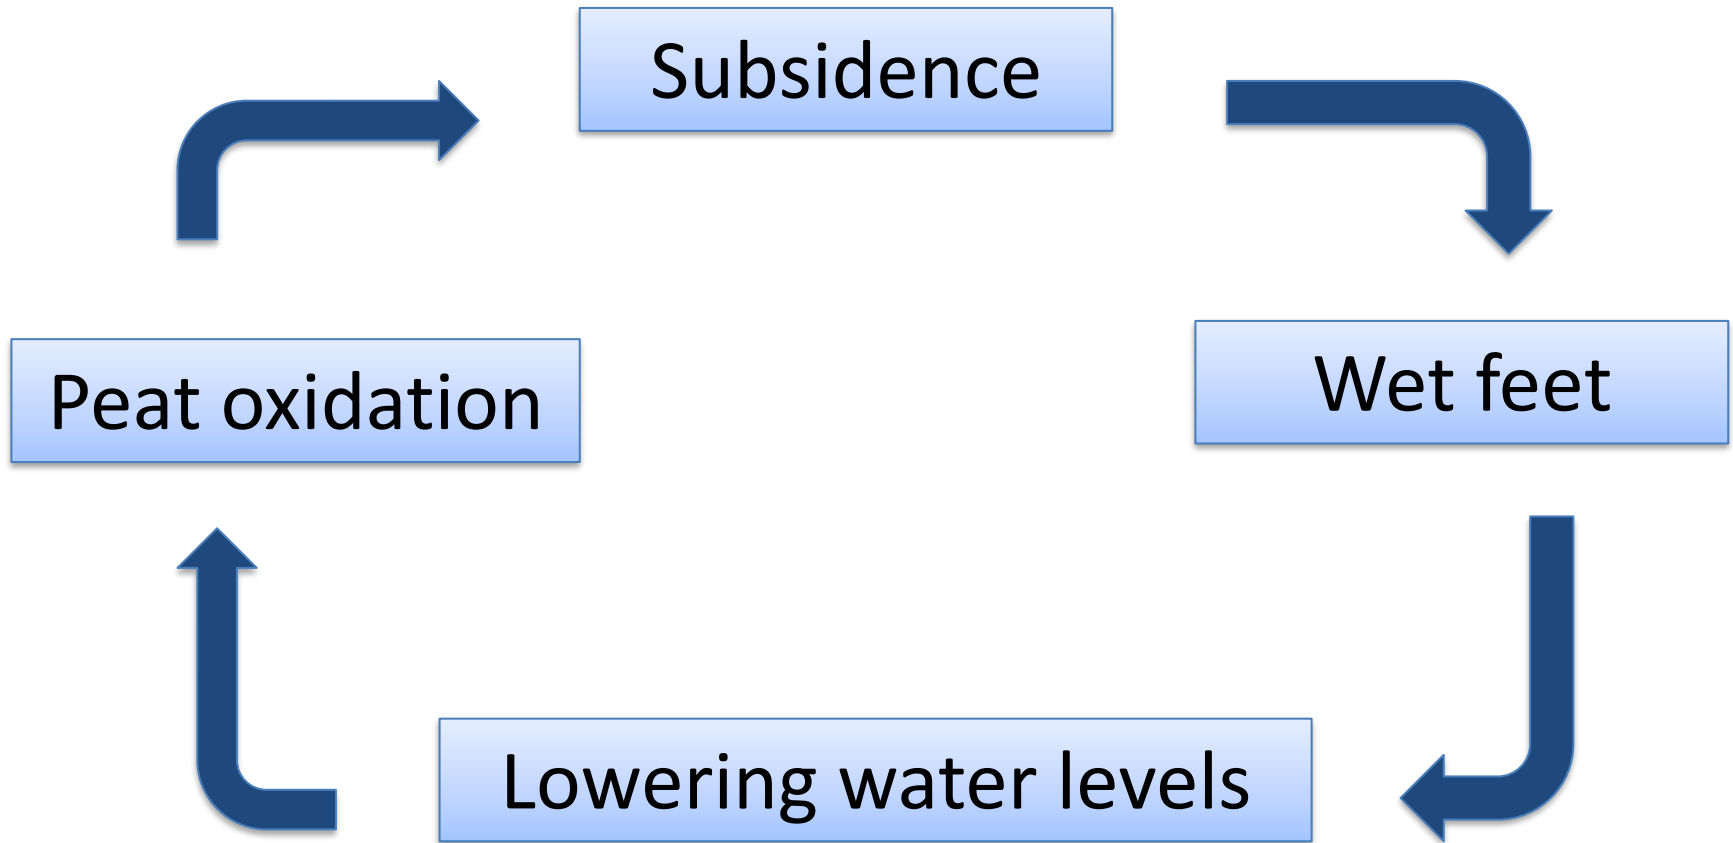 Subsidence
Wet feet
Peat oxidation
Lowering water levels